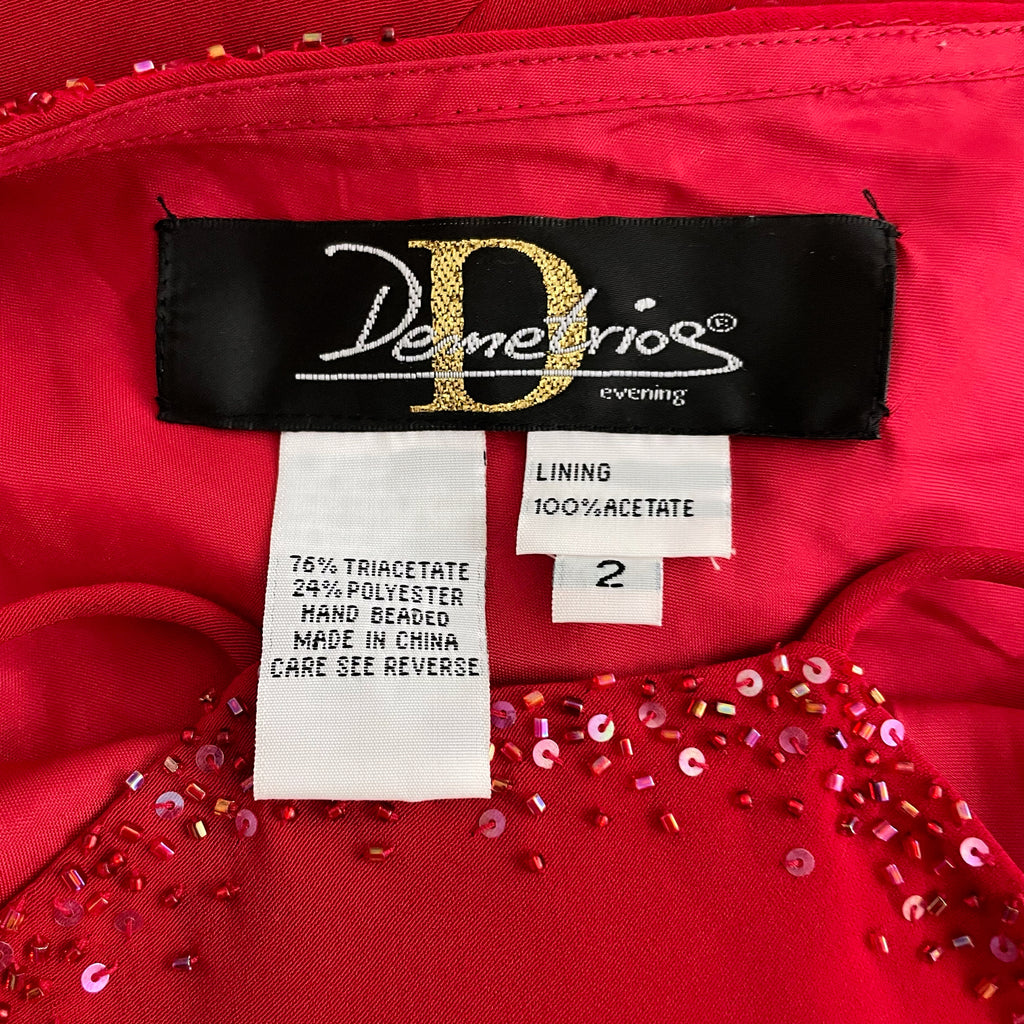 D
Demetrios®
evening
LINING
100% ACETATE
2
76% TRIACETATE
24% POLYESTER
HAND BEADED
MADE IN CHINA
CARE SEE REVERSE